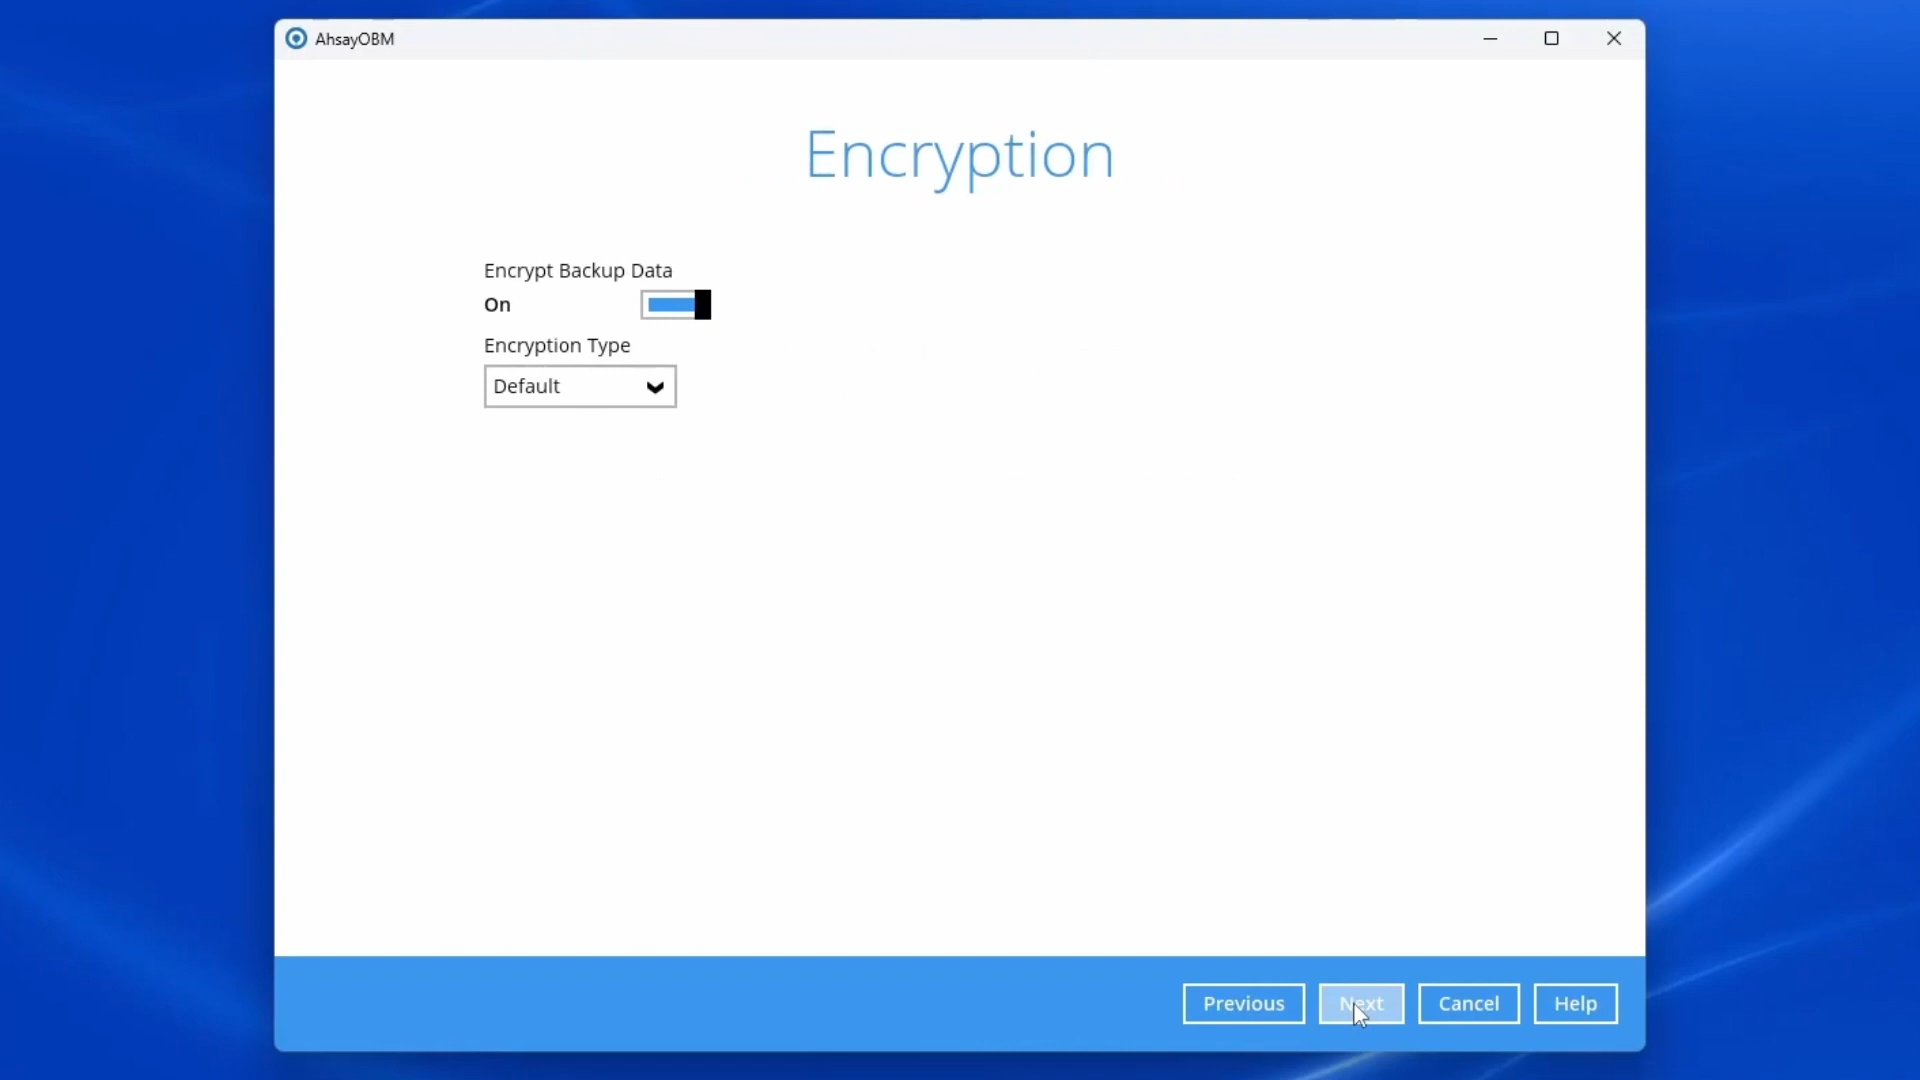 AhsayOBM
Encryption
Encrypt Backup Data
On
Encryption Type
Default
Previous Next Cancel Help